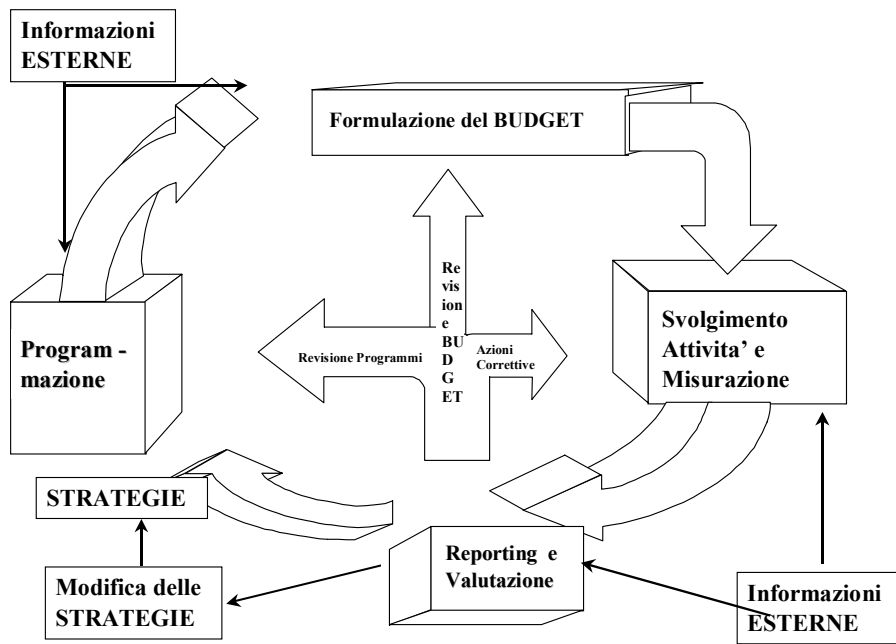 Informazioni
ESTERNE
Formulazione del BUDGET
Program -
mazione
Re
vis
ion
e
BU
D
G
ET
Revisione Programmi
Azioni
Correttive
Svolgimento
Attivita’ e
Misurazione
STRATEGIE
Modifica delle
STRATEGIE
Reporting e
Valutazione
Informazioni
ESTERNE